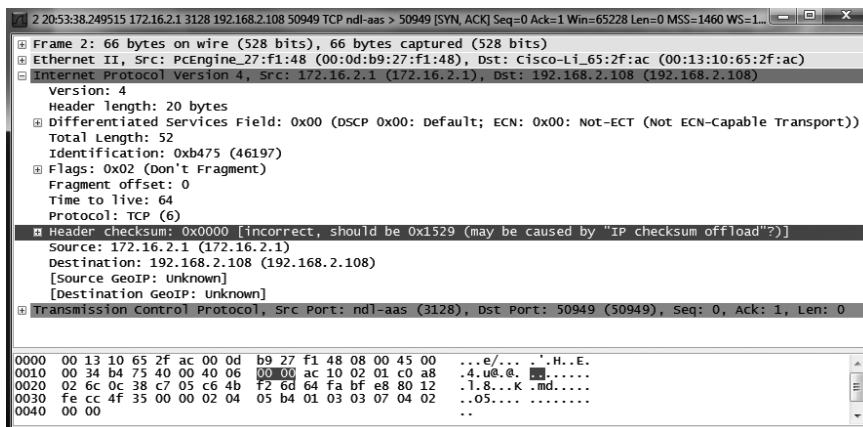 2 20:53:38.249515 172.16.2.1 3128 192.168.2.108 50949 TCP ndl-aas > 50949 [SYN, ACK] Seq=0 Ack=1 Win=65228 Len=0 MSS=1460 WS=1...
Frame 2: 66 bytes on wire (528 bits), 66 bytes captured (528 bits)
Ethernet II, Src: PcEngine_27:f1:48 (00:0d:b9:27:f1:48), Dst: Cisco-Li_65:2f:ac (00:13:10:65:2f:ac)
Internet Protocol Version 4, Src: 172.16.2.1 (172.16.2.1), Dst: 192.168.2.108 (192.168.2.108)
Version: 4
Header length: 20 bytes
Differentiated Services Field: 0x00 (DSCP 0x00: Default; ECN: 0x00: Not-ECT (Not ECN-Capable Transport))
Total Length: 52
Identification: 0xb475 (46197)
Flags: 0x02 (Don't Fragment)
Fragment offset: 0
Time to live: 64
Protocol: TCP (6)
Header checksum: 0x0000 [incorrect, should be 0x1529 (may be caused by "IP checksum offload"?)]
Source: 172.16.2.1 (172.16.2.1)
Destination: 192.168.2.108 (192.168.2.108)
[Source GeoIP: Unknown]
[Destination GeoIP: Unknown]
Transmission Control Protocol, Src Port: ndl-aas (3128), Dst Port: 50949 (50949), Seq: 0, Ack: 1, Len: 0
0000 00 13 10 65 2f ac 00 0d b9 27 f1 48 08 00 45 00 ...e/... .'.H..E.
0010 00 34 b4 75 40 00 40 06 00 00 ac 10 02 01 c0 a8 .4.u@.@. ........
0020 02 6c 0c 38 c7 05 c6 4b f2 6d 64 fa bf e8 80 12 .l.8...K .md.....
0030 fe cc 4f 35 00 00 02 04 05 b4 01 03 03 07 04 02 ..O5.... ........
0040 00 00 ..